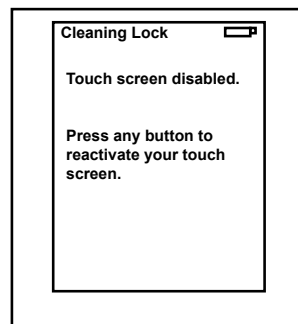 Cleaning Lock
Touch screen disabled.
Press any button to
reactivate your touch
screen.